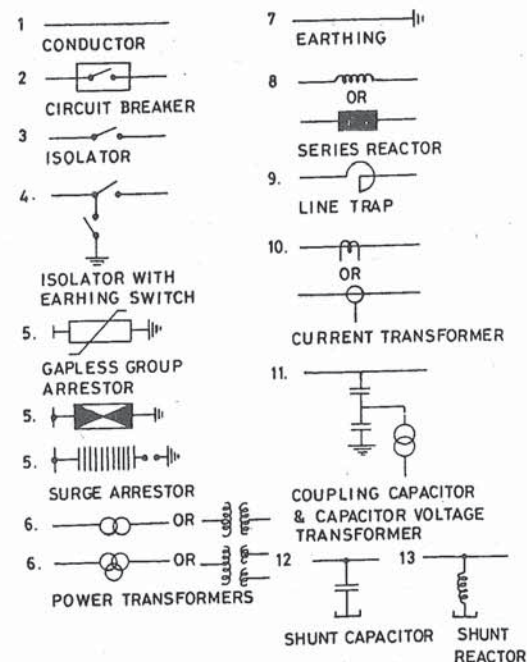 1
CONDUCTOR
2
CIRCUIT BREAKER
3
ISOLATOR
4.
ISOLATOR WITH
EARHING SWITCH
5.
GAPLESS GROUP
ARRESTOR
5.
5.
SURGE ARRESTOR
6. OR
6. OR
POWER TRANSFORMERS
7
EARTHING
8
OR
SERIES REACTOR
9.
LINE TRAP
10.
OR
CURRENT TRANSFORMER
11.
COUPLING CAPACITOR
& CAPACITOR VOLTAGE
TRANSFORMER
12
SHUNT CAPACITOR
13
SHUNT
REACTOR